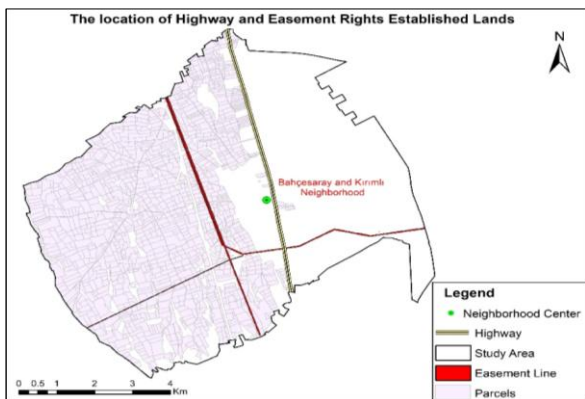 The location of Highway and Easement Rights Established Lands
N
Bahçesaray and Kırımlı
Neighborhood
Legend
Neighborhood Center
Highway
Study Area
Easement Line
Parcels
0 0.5 1 2 3 4
Km